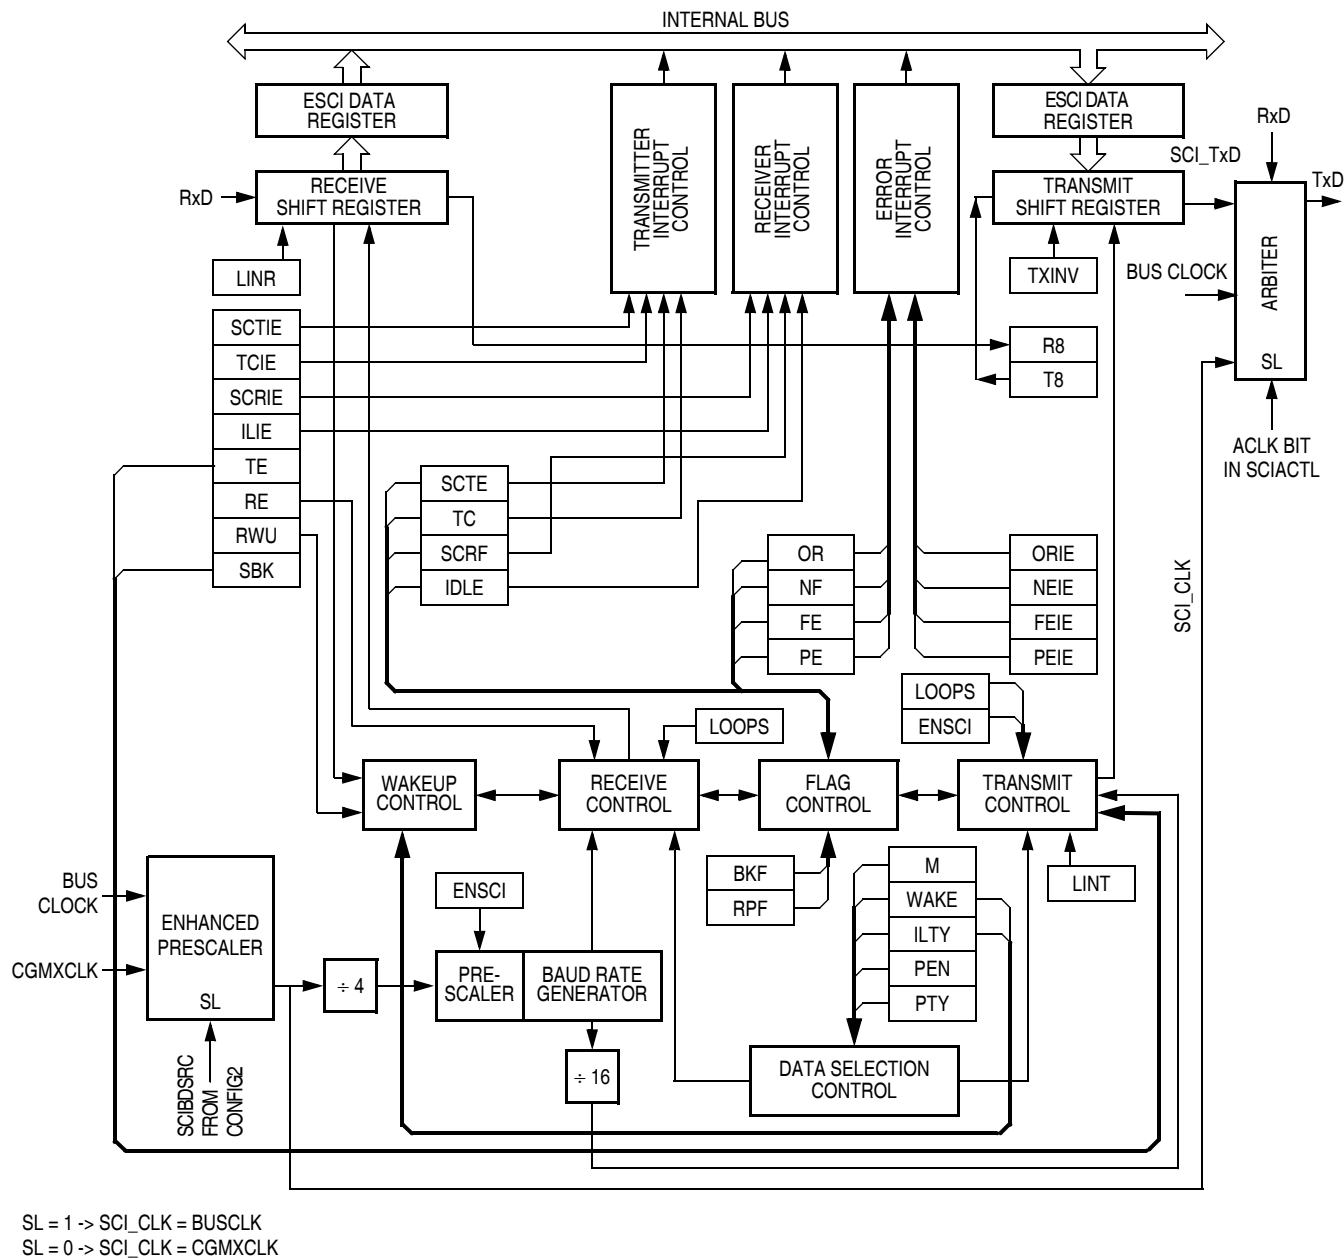 INTERNAL BUS
ESCI DATA
REGISTER
RECEIVE
SHIFT REGISTER
RxD
LINR
TRANSMITTER
INTERRUPT
CONTROL
RECEIVER
INTERRUPT
CONTROL
ERROR
INTERRUPT
CONTROL
ESCI DATA
REGISTER
TRANSMIT
SHIFT REGISTER
TXINV
SCI_TxD
RxD
TxD
ARBITER
SL
BUS CLOCK
ACLK BIT
IN SCIACTL
R8
T8
SCTIE
TCIE
SCRIE
ILIE
TE
RE
RWU
SBK
SCTE
TC
SCRF
IDLE
OR
NF
FE
PE
ORIE
NEIE
FEIE
PEIE
SCI_CLK
LOOPS
LOOPS
ENSCI
WAKEUP
CONTROL
RECEIVE
CONTROL
FLAG
CONTROL
TRANSMIT
CONTROL
BKF
RPF
M
WAKE
ILTY
PEN
PTY
LINT
BUS
CLOCK
CGMXCLK
ENHANCED
PRESCALER
SL
SCIBDSRC
FROM
CONFIG2
÷ 4
ENSCI
PRE-
SCALER
BAUD RATE
GENERATOR
÷ 16
DATA SELECTION
CONTROL
SL = 1 -> SCI_CLK = BUSCLK
SL = 0 -> SCI_CLK = CGMXCLK